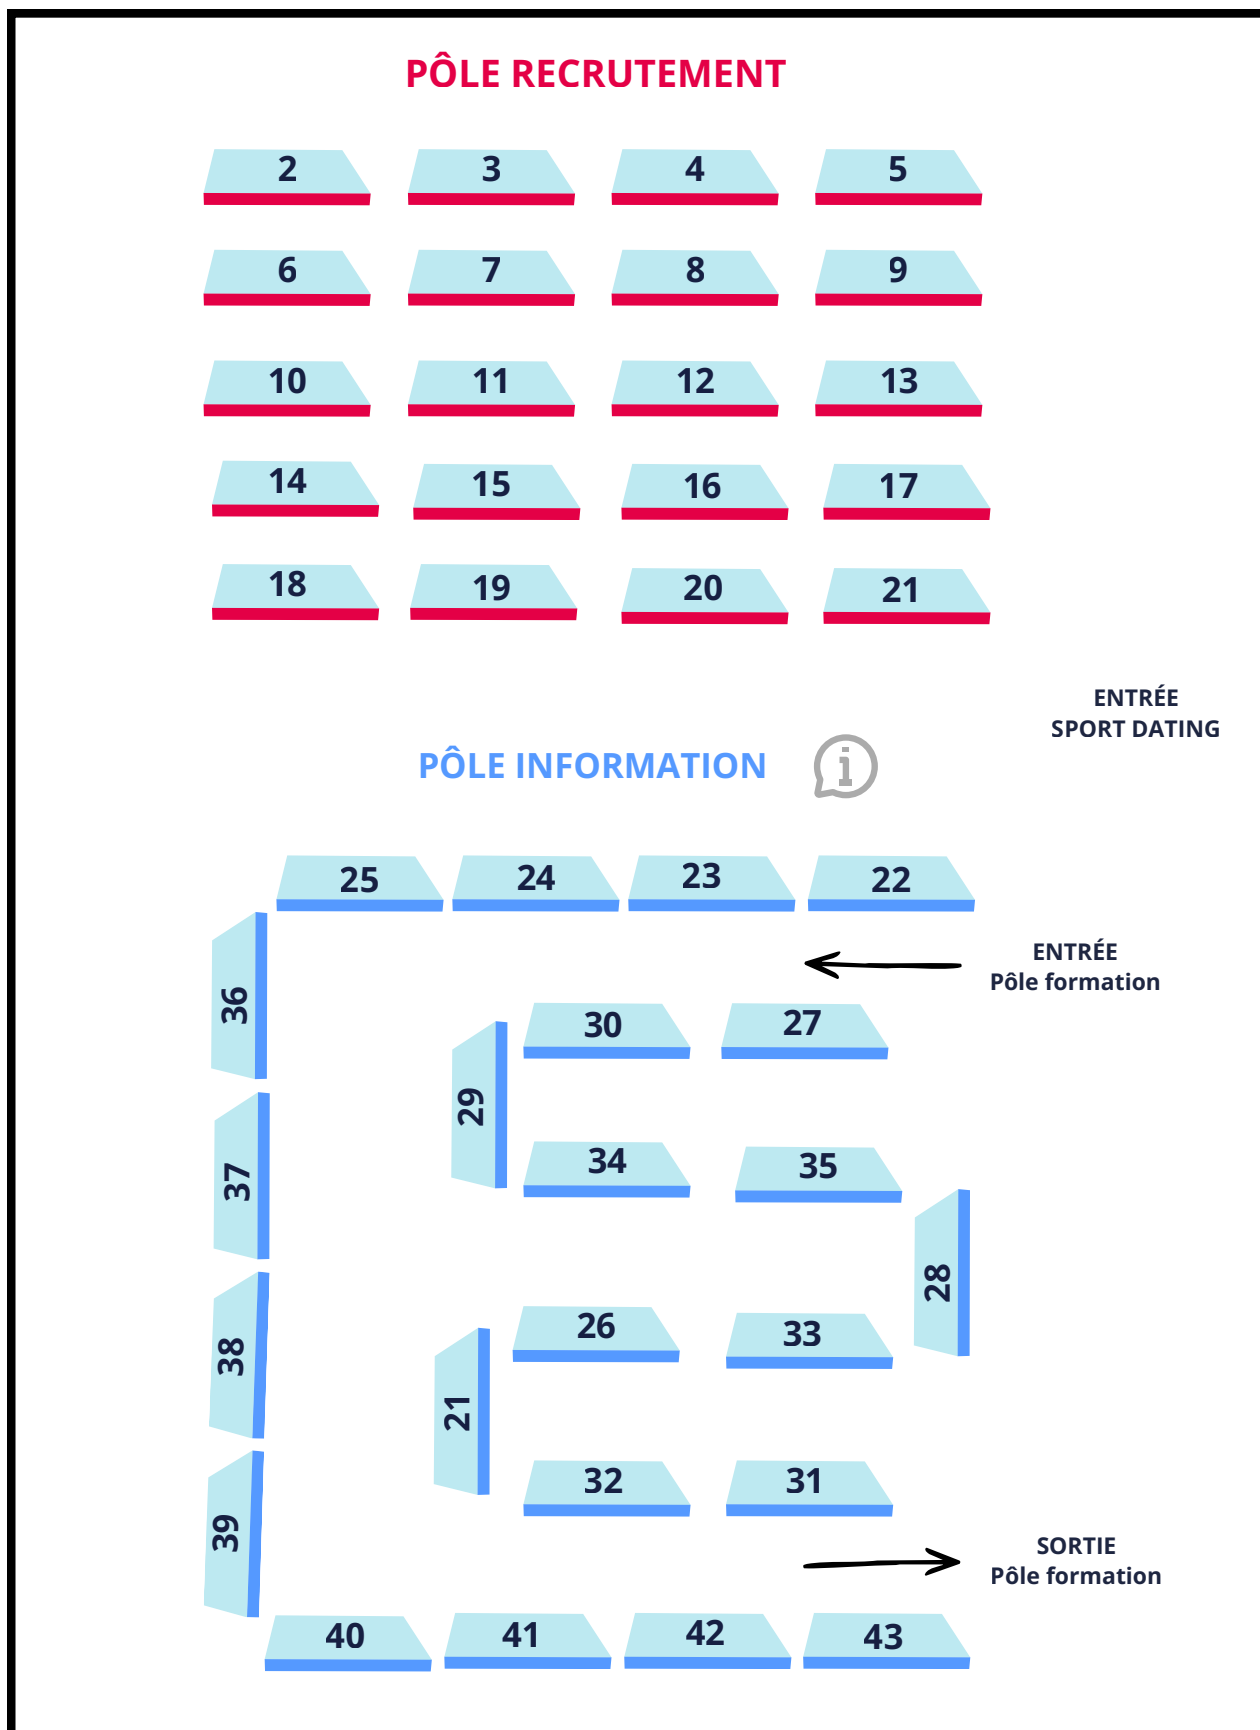 PÔLE RECRUTEMENT
2 3 4 5
6 7 8 9
10 11 12 13
14 15 16 17
18 19 20 21
ENTRÉE
SPORT DATING
PÔLE INFORMATION
25 24 23 22
ENTRÉE
Pôle formation
36
30 27
29
34 35
37
28
26 33
38
21
32 31
39
SORTIE
Pôle formation
40 41 42 43